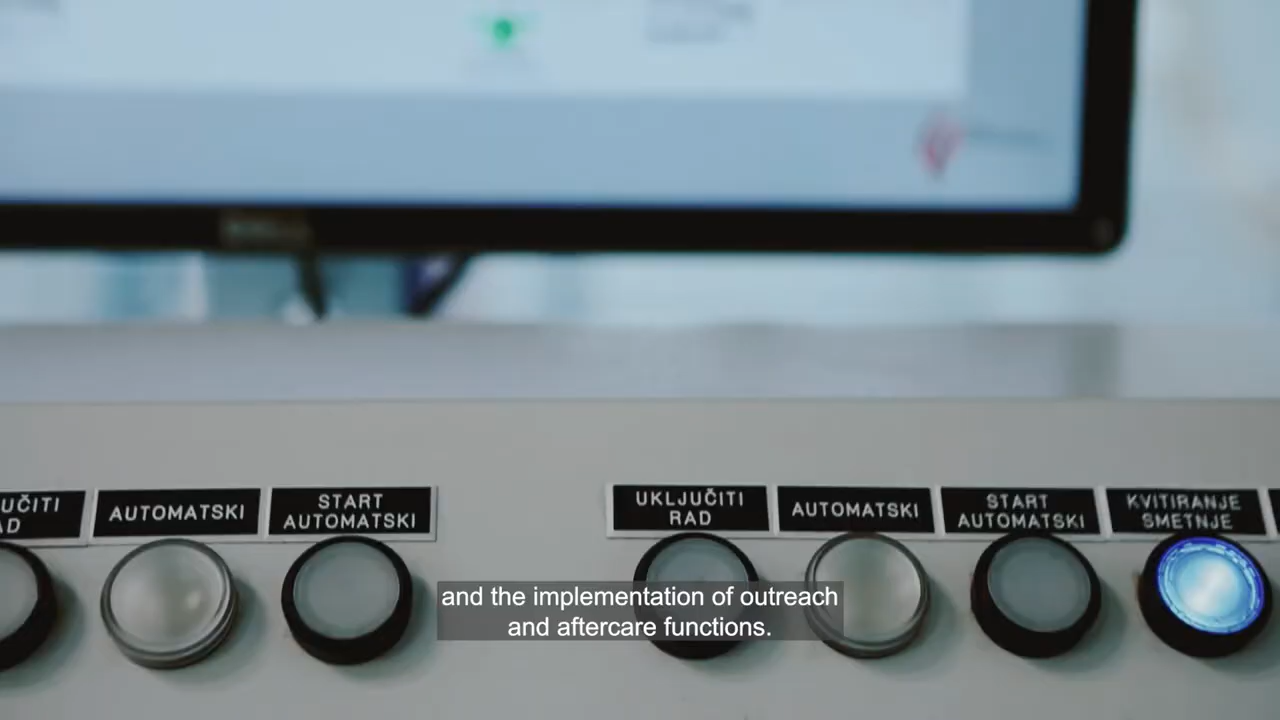 UČITI
AD
AUTOMATSKI
START
AUTOMATSKI
UKLJUČITI
RAD
AUTOMATSKI
START
AUTOMATSKI
KVITIRANJE
SMETNJE
and the implementation of outreach
and aftercare functions.